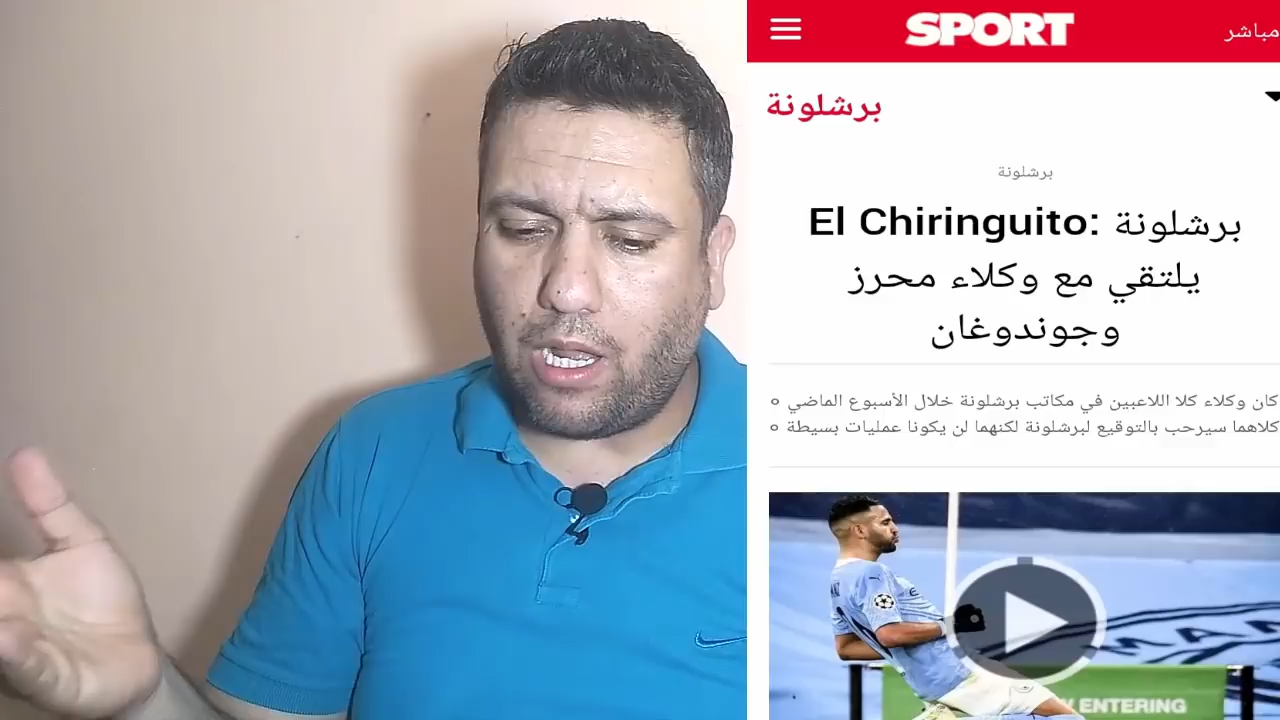 SPORT
مباشر
برشلونة
برشلونة
El Chiringuito: برشلونة
يلتقي مع وكلاء محرز
وجوندوغان
كان وكلاء كلا اللاعبين في مكاتب برشلونة خلال الأسبوع الماضي
كلاهما سيرحب بالتوقيع لبرشلونة لكنهما لن يكونا عمليات بسيطة
ENTERING